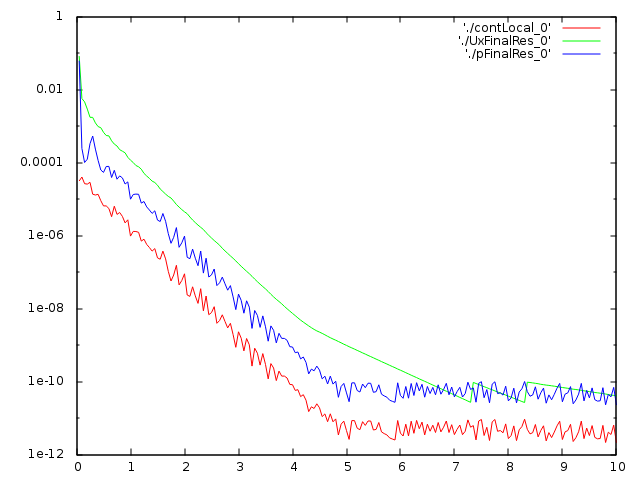 1
0.01
0.0001
1e-06
1e-08
1e-10
1e-12
'./contLocal_0'
'./UxFinalRes_0'
'./pFinalRes_0'
0 1 2 3 4 5 6 7 8 9 10